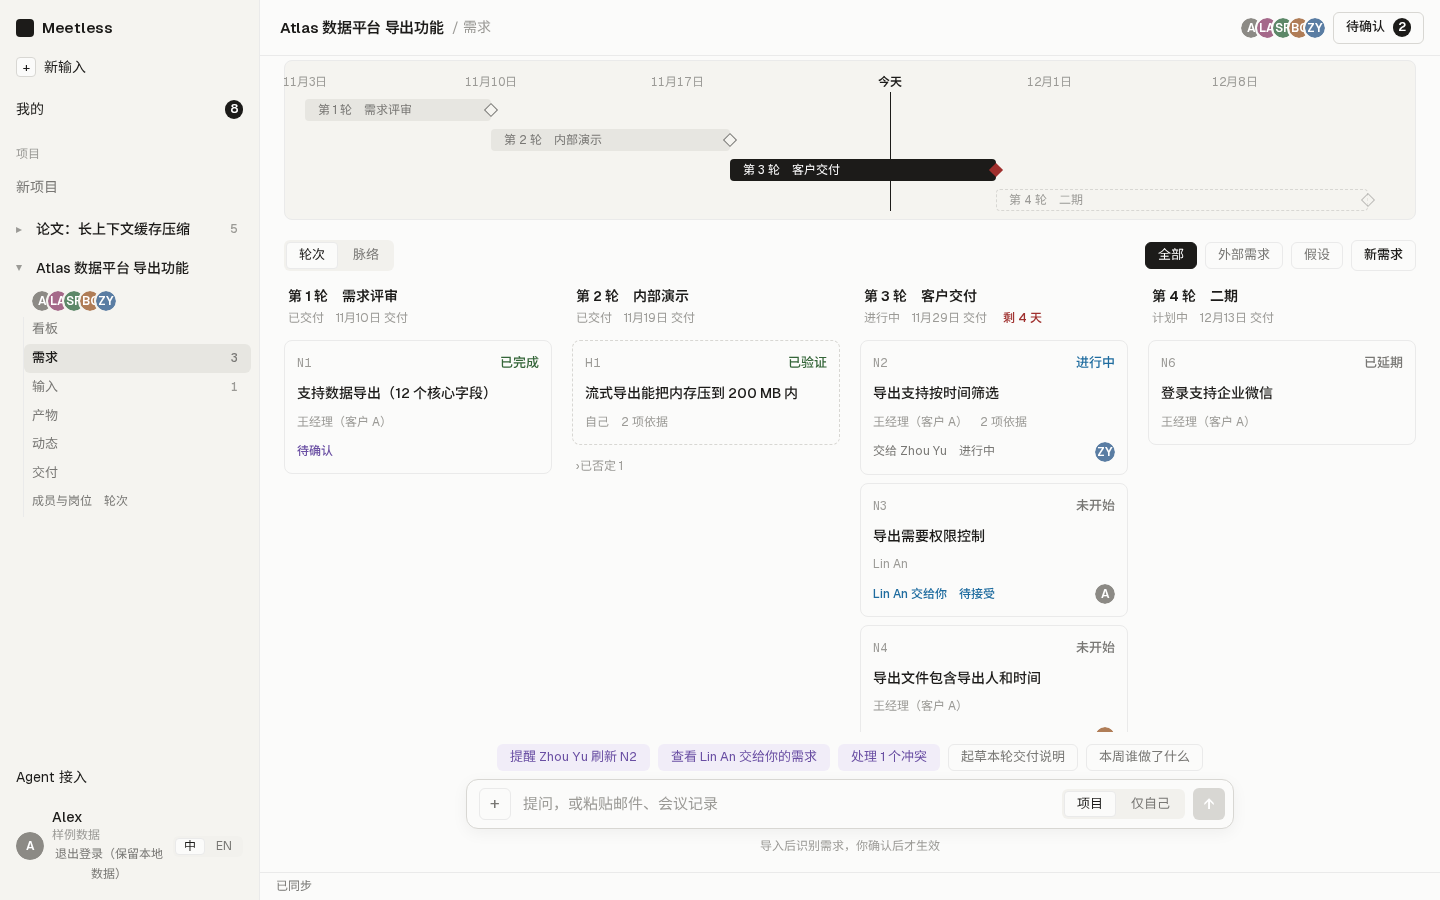 Meetless
+ 新输入
我的 8
项目
新项目
▸ 论文：长上下文缓存压缩 5
▾ Atlas 数据平台 导出功能
ZY
看板
需求 3
输入 1
产物
动态
交付
成员与岗位 轮次
Agent 接入
A
Alex
样例数据
退出登录（保留本地
数据）
中 EN
Atlas 数据平台 导出功能 / 需求
ZY
待确认 2
11月3日 11月10日 11月17日 今天 12月1日 12月8日
第 1 轮 需求评审
第 2 轮 内部演示
第 3 轮 客户交付
第 4 轮 二期
轮次 脉络
全部 外部需求 假设 新需求
第 1 轮 需求评审
已交付 11月10日 交付
N1 已完成
支持数据导出（12 个核心字段）
王经理（客户 A）
待确认
第 2 轮 内部演示
已交付 11月19日 交付
H1 已验证
流式导出能把内存压到 200 MB 内
自己 2 项依据
›已否定 1
第 3 轮 客户交付
进行中 11月29日 交付 剩 4 天
N2 进行中
导出支持按时间筛选
王经理（客户 A） 2 项依据
交给 Zhou Yu 进行中 ZY
N3 未开始
导出需要权限控制
Lin An
Lin An 交给你 待接受 A
N4 未开始
导出文件包含导出人和时间
王经理（客户 A）
第 4 轮 二期
计划中 12月13日 交付
N6 已延期
登录支持企业微信
王经理（客户 A）
提醒 Zhou Yu 刷新 N2 查看 Lin An 交给你的需求 处理 1 个冲突 起草本轮交付说明 本周谁做了什么
+ 提问，或粘贴邮件、会议记录 项目 仅自己
导入后识别需求，你确认后才生效
已同步